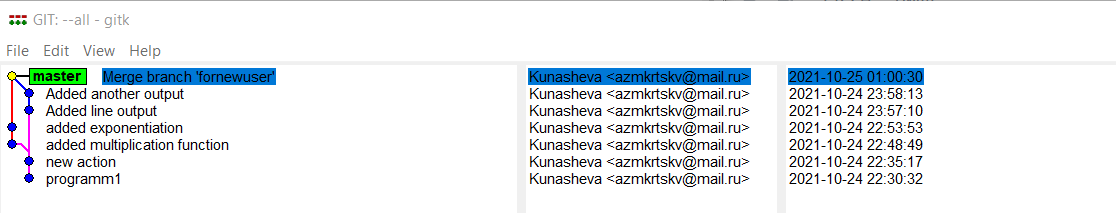 GIT: --all - gitk
File Edit View Help
master Merge branch 'fornewuser' Kunasheva <azmkrtskv@mail.ru> 2021-10-25 01:00:30
Added another output Kunasheva <azmkrtskv@mail.ru> 2021-10-24 23:58:13
Added line output Kunasheva <azmkrtskv@mail.ru> 2021-10-24 23:57:10
added exponentiation Kunasheva <azmkrtskv@mail.ru> 2021-10-24 22:53:53
added multiplication function Kunasheva <azmkrtskv@mail.ru> 2021-10-24 22:48:49
new action Kunasheva <azmkrtskv@mail.ru> 2021-10-24 22:35:17
programm1 Kunasheva <azmkrtskv@mail.ru> 2021-10-24 22:30:32